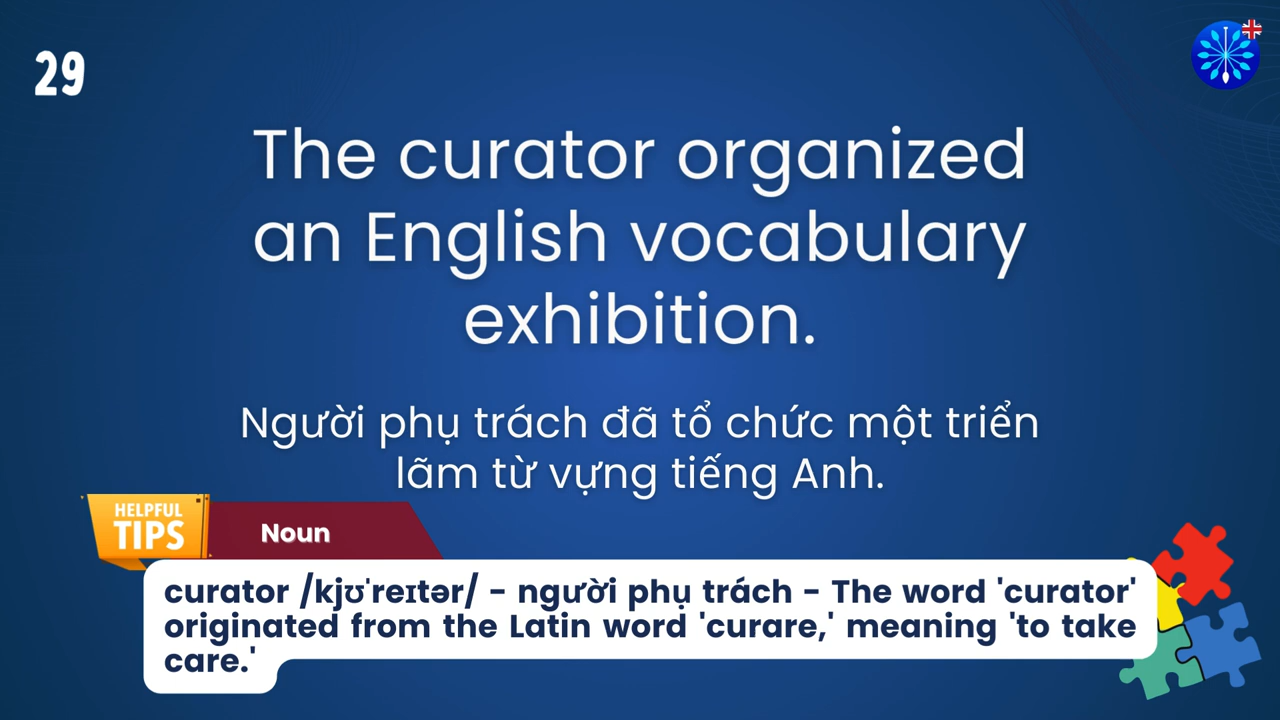 29
The curator organized
an English vocabulary
exhibition.
Người phụ trách đã tổ chức một triển
lãm từ vựng tiếng Anh.
HELPFUL
TIPS
Noun
curator /kjʊˈreɪtər/ - người phụ trách - The word 'curator'
originated from the Latin word 'curare,' meaning 'to take
care.'